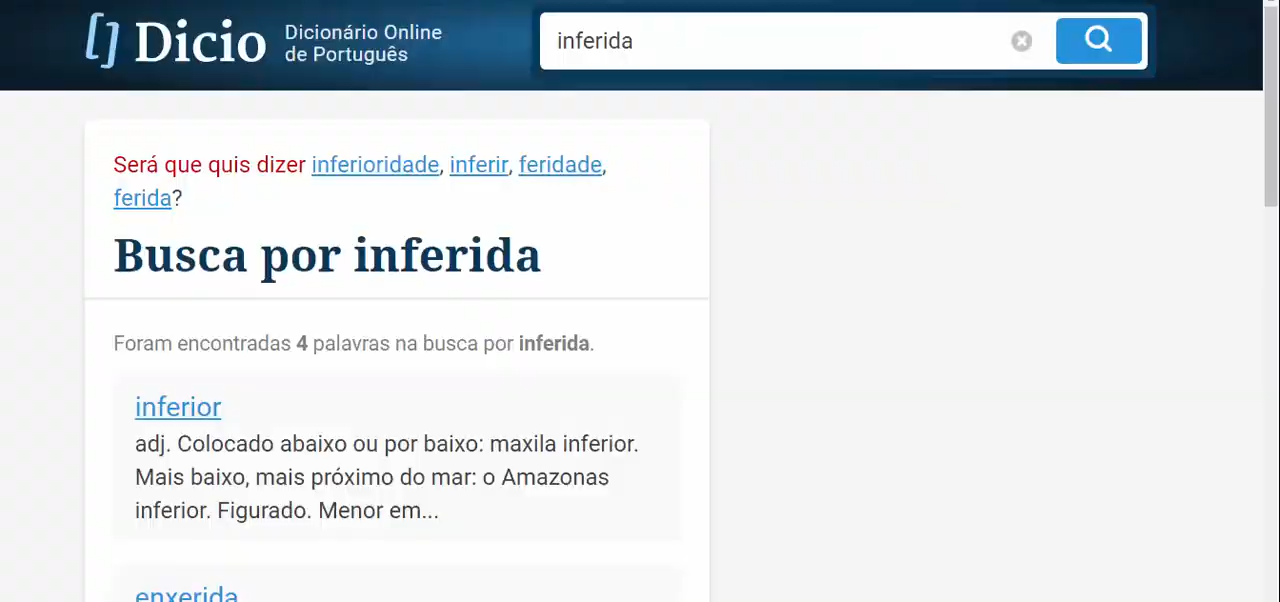 Dicio
Dicionário Online
de Português
inferida
Será que quis dizer inferioridade, inferir, feridade,
ferida?
Busca por inferida
Foram encontradas 4 palavras na busca por inferida.
inferior
adj. Colocado abaixo ou por baixo: maxila inferior.
Mais baixo, mais próximo do mar: o Amazonas
inferior. Figurado. Menor em...
enxerida